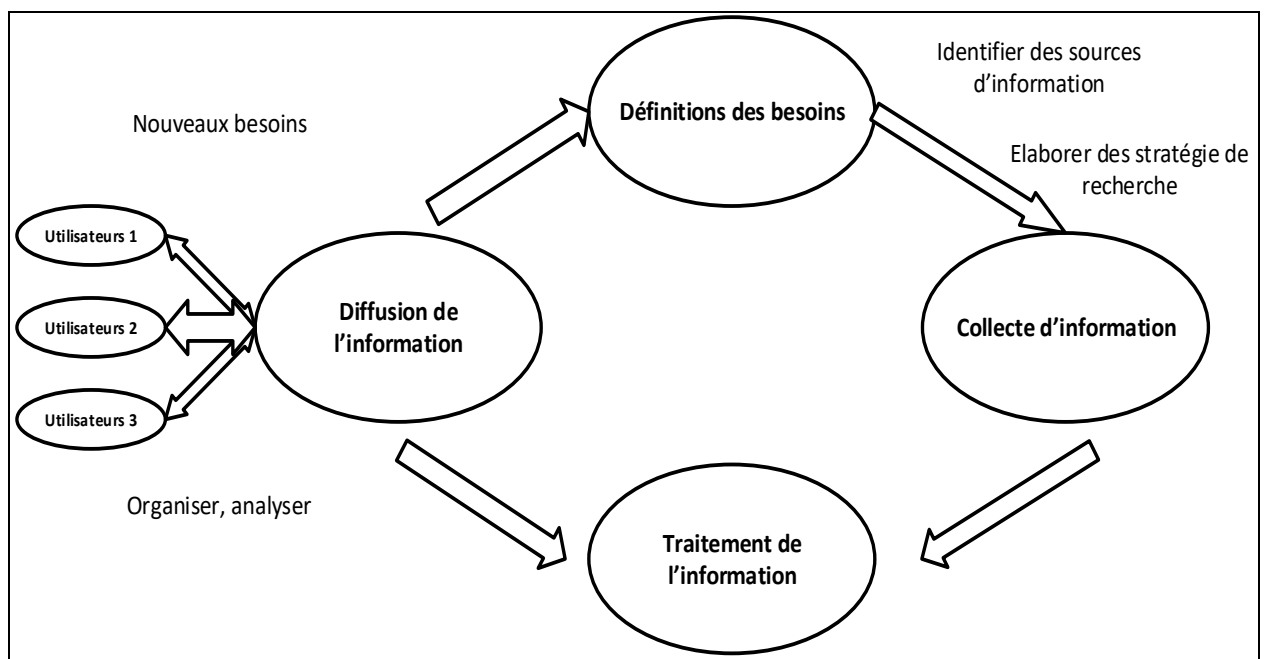 Identifier des sources
d’information
Définitions des besoins
Nouveaux besoins
Elaborer des stratégie de
recherche
Utilisateurs 1
Diffusion de
l’information
Utilisateurs 2
Collecte d’information
Utilisateurs 3
Organiser, analyser
Traitement de
l’information